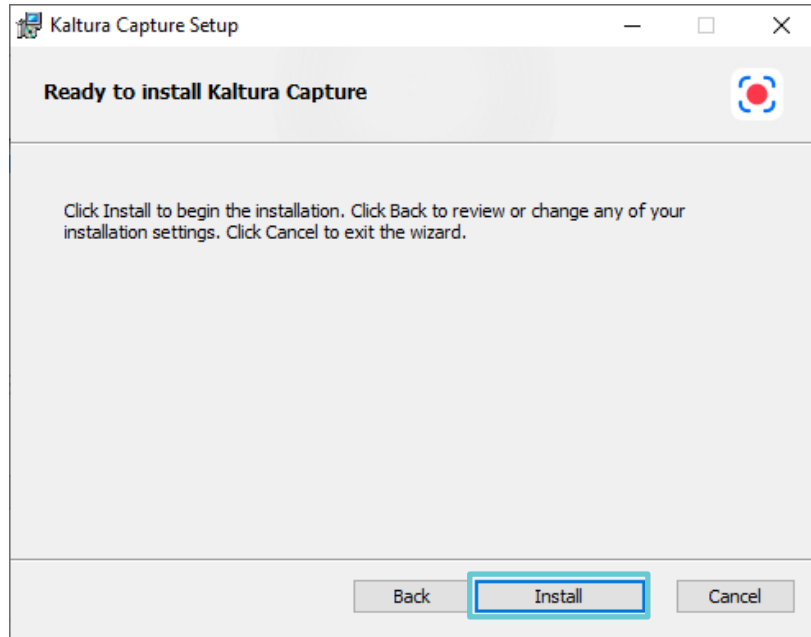 Kaltura Capture Setup
Ready to install Kaltura Capture
Click Install to begin the installation. Click Back to review or change any of your
installation settings. Click Cancel to exit the wizard.
Back Install Cancel